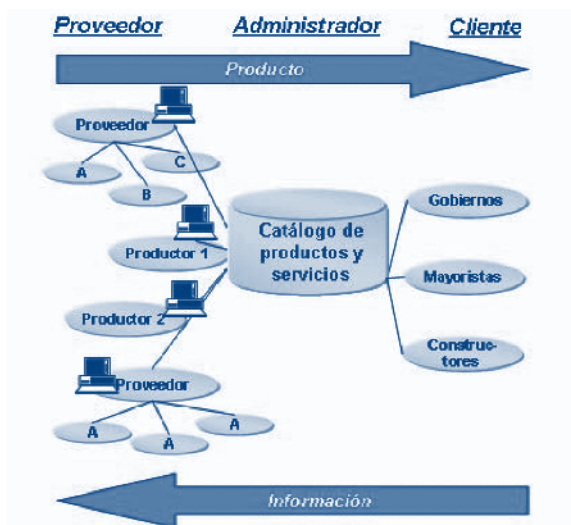 Proveedor Administrador Cliente
Producto
Proveedor
A
B
C
Productor 1
Productor 2
Proveedor
A
A
A
Catálogo de
productos y
servicios
Gobiernos
Mayoristas
Construc-
tores
Información